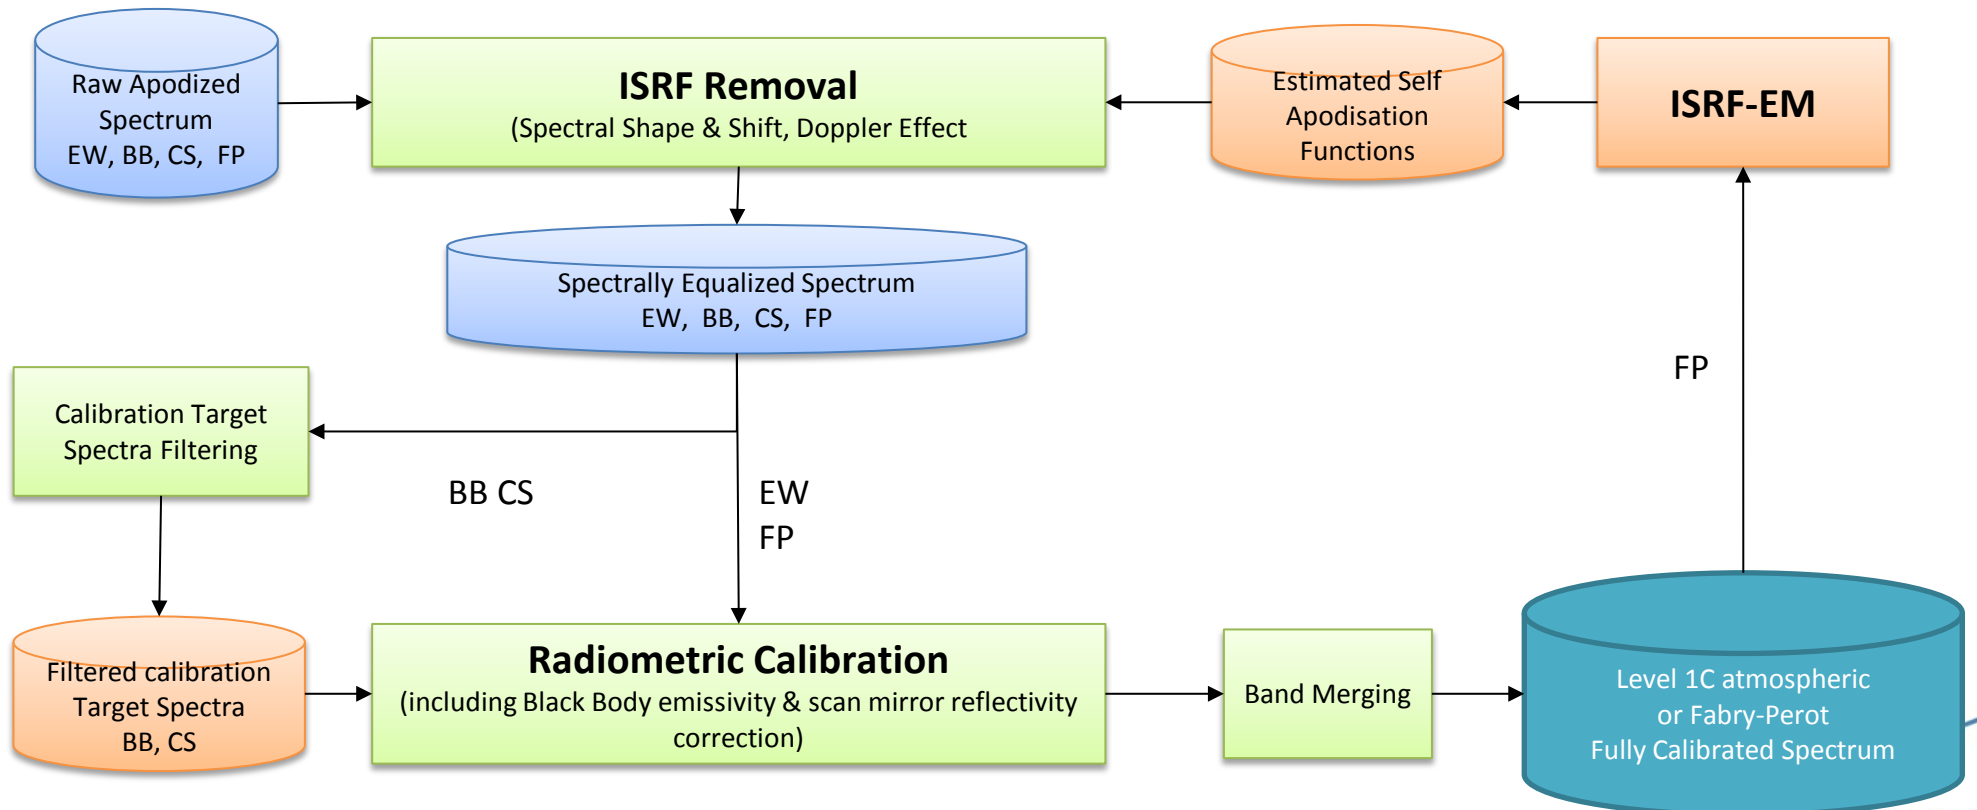 Raw Apodized
Spectrum
EW, BB, CS, FP
ISRF Removal
(Spectral Shape & Shift, Doppler Effect
Estimated Self
Apodisation
Functions
ISRF-EM
Spectrally Equalized Spectrum
EW, BB, CS, FP
Calibration Target
Spectra Filtering
BB CS
EW
FP
FP
Filtered calibration
Target Spectra
BB, CS
Radiometric Calibration
(including Black Body emissivity & scan mirror reflectivity
correction)
Band Merging
Level 1C atmospheric
or Fabry-Perot
Fully Calibrated Spectrum